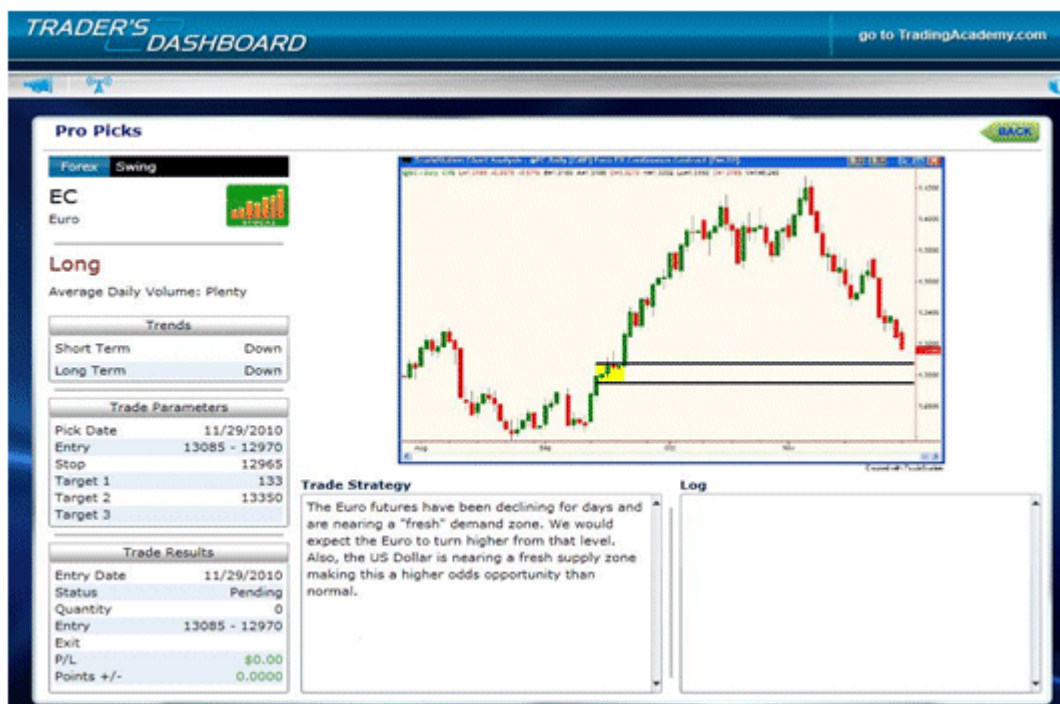 TRADER'S
DASHBOARD
go to TradingAcademy.com
Pro Picks
BACK
Forex Swing
EC
Euro
STOCKS
Long
Average Daily Volume: Plenty
Trends
Short Term Down
Long Term Down
Trade Parameters
Pick Date 11/29/2010
Entry 13085 - 12970
Stop 12965
Target 1 133
Target 2 13350
Target 3
Trade Results
Entry Date 11/29/2010
Status Pending
Quantity 0
Entry 13085 - 12970
Exit
P/L $0.00
Points +/- 0.0000
Trade Strategy
The Euro futures have been declining for days and
are nearing a "fresh" demand zone. We would
expect the Euro to turn higher from that level.
Also, the US Dollar is nearing a fresh supply zone
making this a higher odds opportunity than
normal.
Log